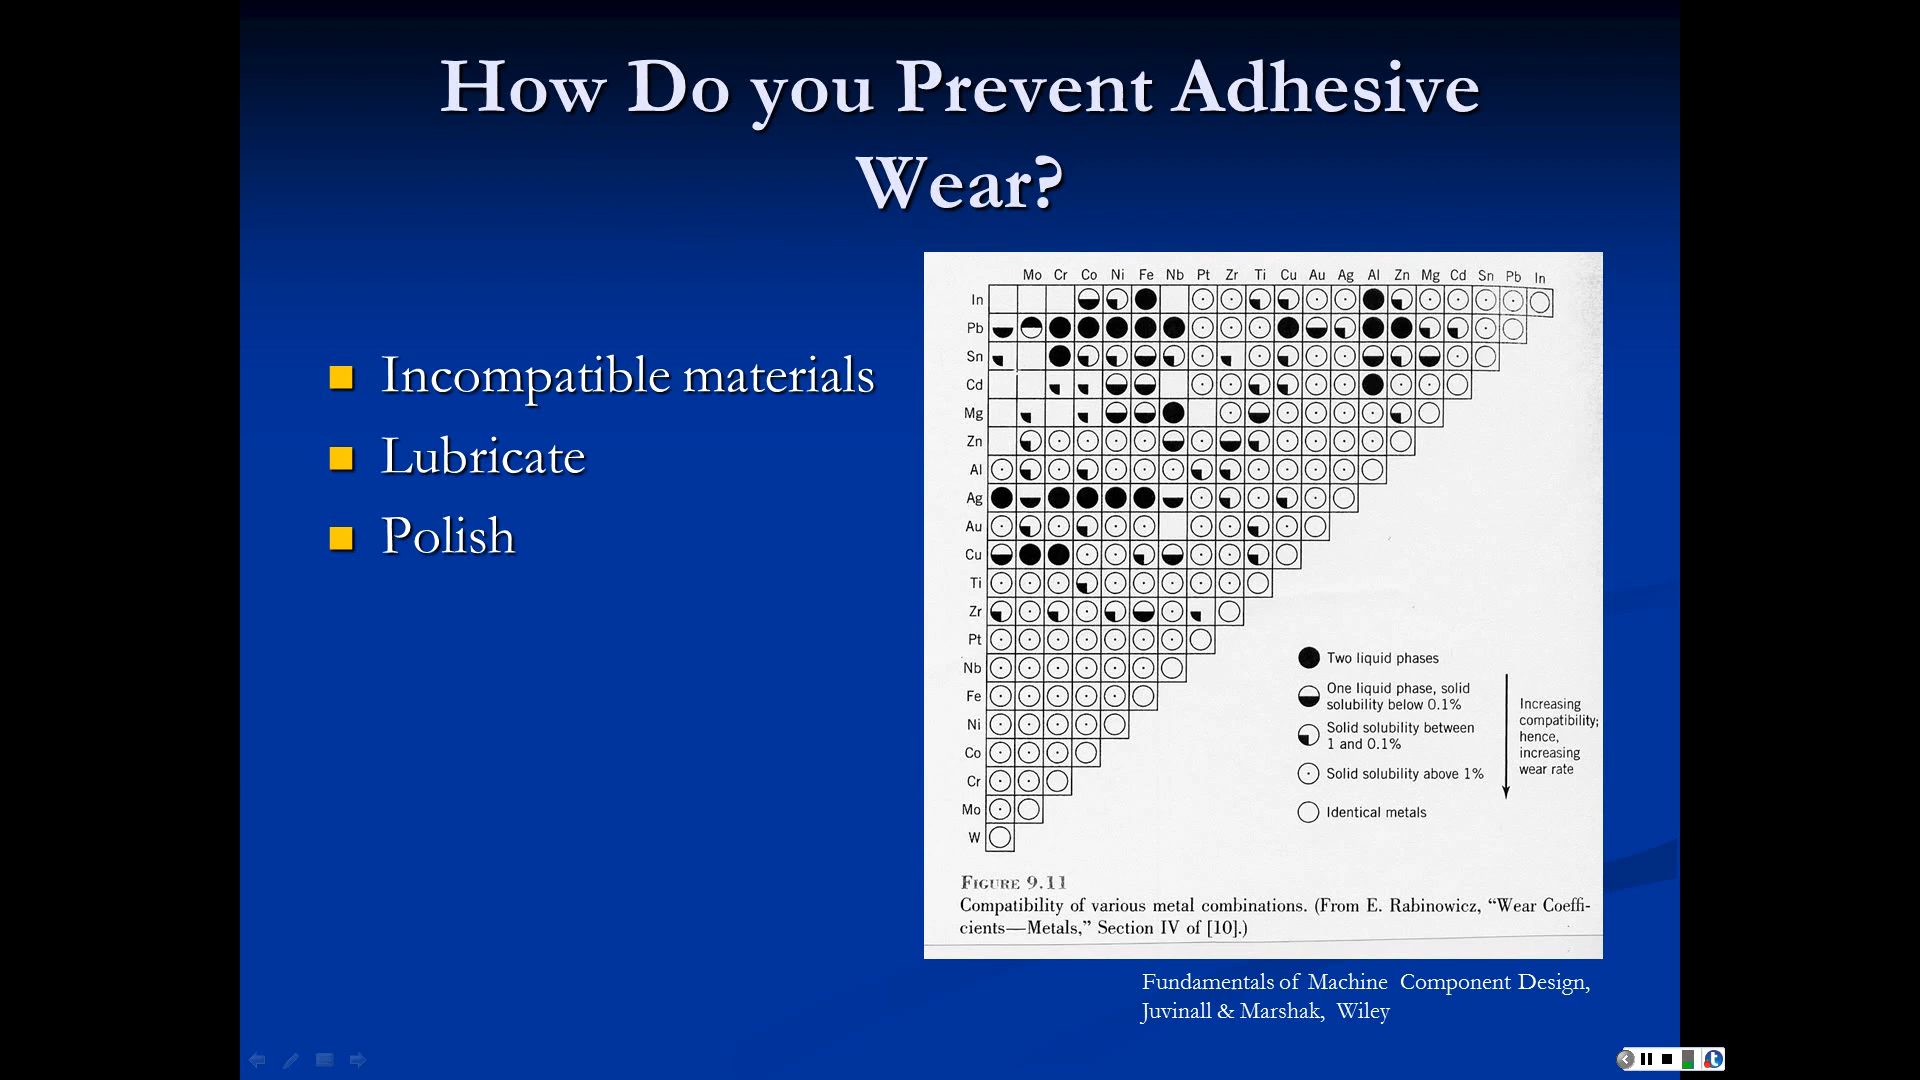 How Do you Prevent Adhesive
Wear?
Incompatible materials
Lubricate
Polish
Mo Cr Co Ni Fe Nb Pt Zr Ti Cu Au Ag Al Zn Mg Cd Sn Pb In
In
Pb
Sn
Cd
Mg
Zn
Al
Ag
Au
Cu
Ti
Zr
Pt
Nb
Fe
Ni
Co
Cr
Mo
W
Two liquid phases
One liquid phase, solid
solubility below 0.1%
Solid solubility between
1 and 0.1%
Solid solubility above 1%
Identical metals
Increasing
compatibility;
hence,
increasing
wear rate
FIGURE 9.11
Compatibility of various metal combinations. (From E. Rabinowicz, “Wear Coeffi-
cients—Metals,” Section IV of [10].)
Fundamentals of Machine Component Design,
Juvinall & Marshak, Wiley
t